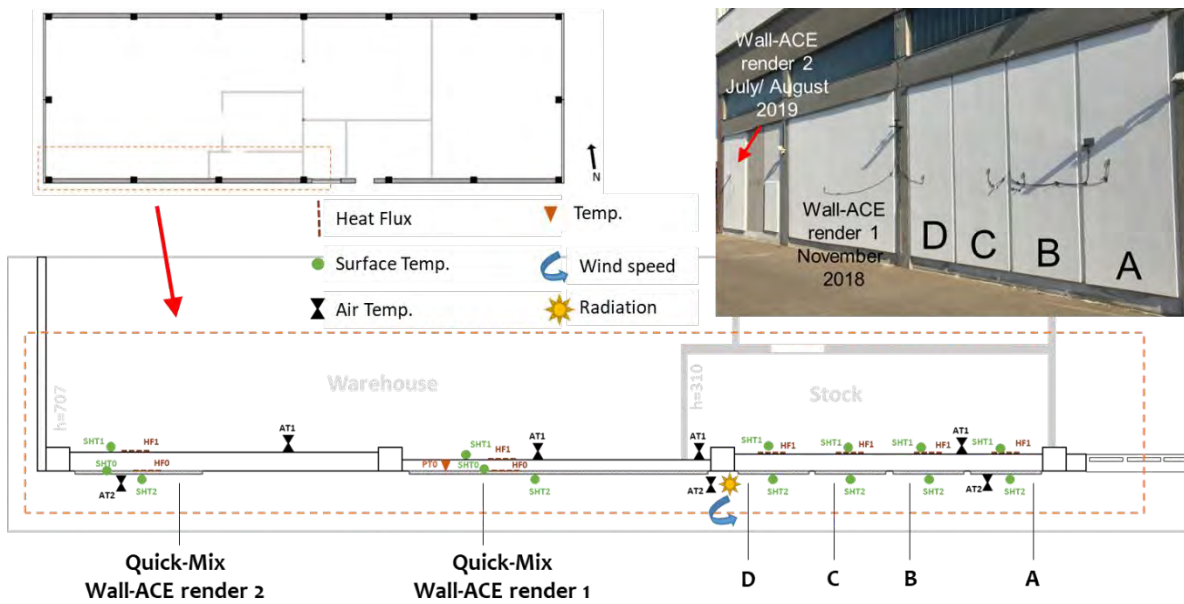 N
Heat Flux
Temp.
Surface Temp.
Wind speed
Air Temp.
Radiation
Wall-ACE
render 2
July/ August
2019
Wall-ACE
render 1
November
2018
D
C
B
A
h=707
Warehouse
h=310
Stock
SHT1
HF1
AT1
SHT0
HF0
AT2
SHT2
SHT1
HF1
AT1
PT0
SHT0
HF0
SHT2
AT1
AT2
SHT1
HF1
SHT2
SHT1
HF1
SHT2
SHT1
HF1
SHT2
AT1
SHT1
HF1
AT2
SHT2
Quick-Mix
Wall-ACE render 2
Quick-Mix
Wall-ACE render 1
D
C
B
A